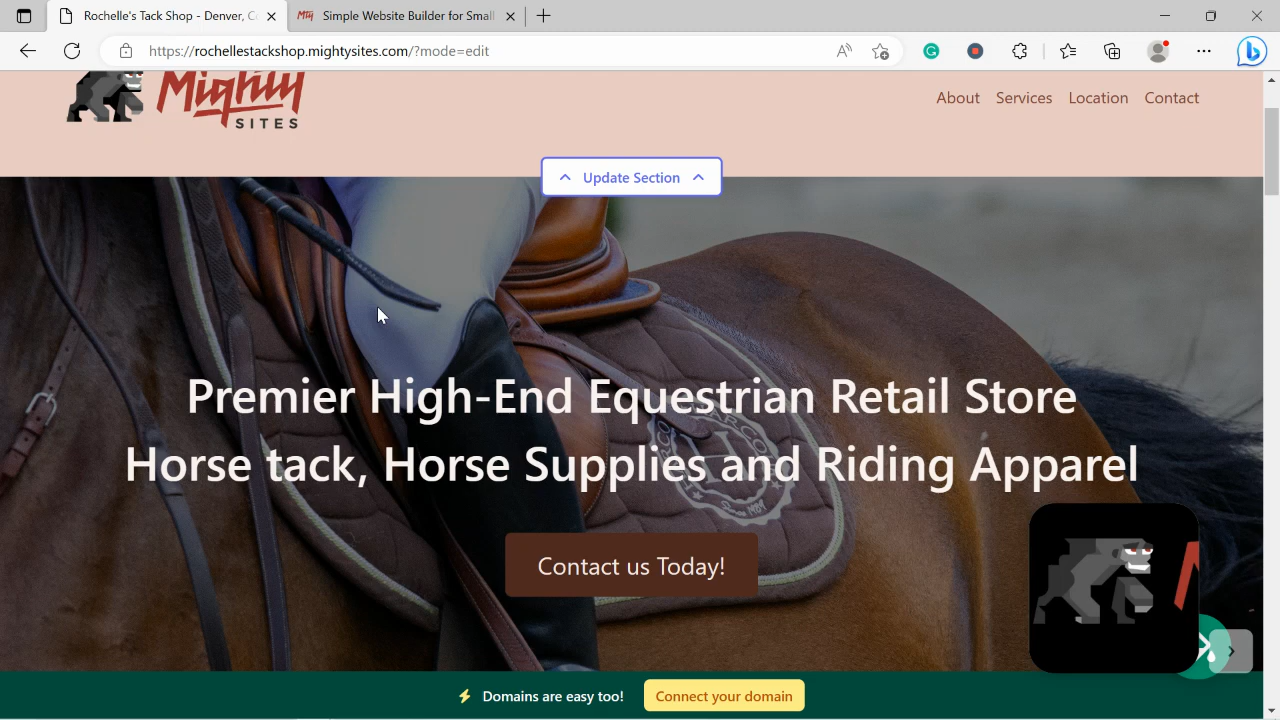 Rochelle's Tack Shop - Denver, C
Simple Website Builder for Small
https://rochellestackshop.mightysites.com/?mode=edit
Mighty
SITES
About Services Location Contact
Update Section
Premier High-End Equestrian Retail Store
Horse tack, Horse Supplies and Riding Apparel
Contact us Today!
Domains are easy too! Connect your domain